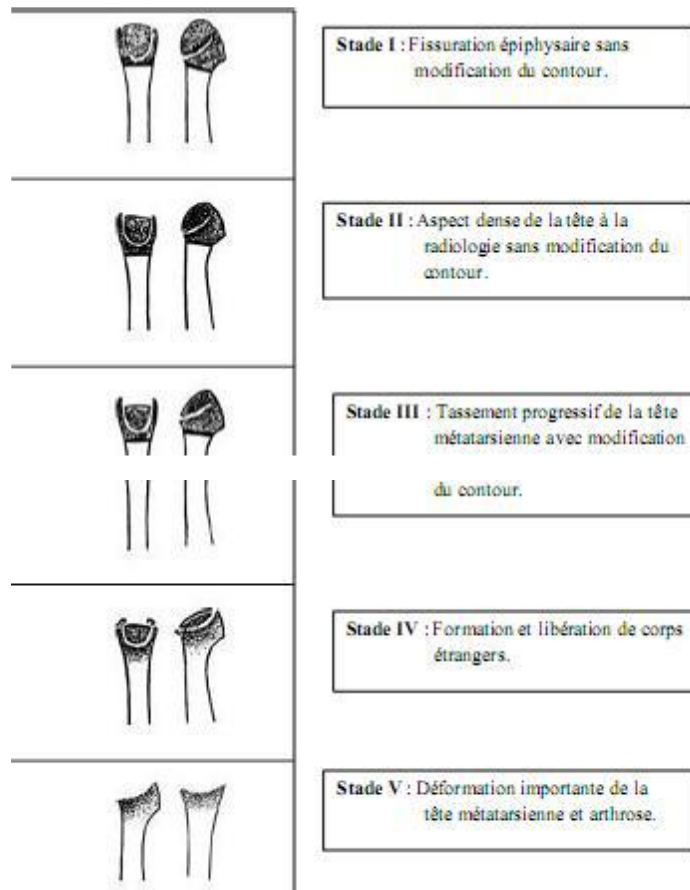 Stade I : Fissuration épiphysaire sans
modification du contour.
Stade II : Aspect dense de la tête à la
radiologie sans modification du
contour.
Stade III : Tassement progressif de la tête
métatarsienne avec modification
du contour.
Stade IV : Formation et libération de corps
étrangers.
Stade V : Déformation importante de la
tête métatarsienne et arthrose.